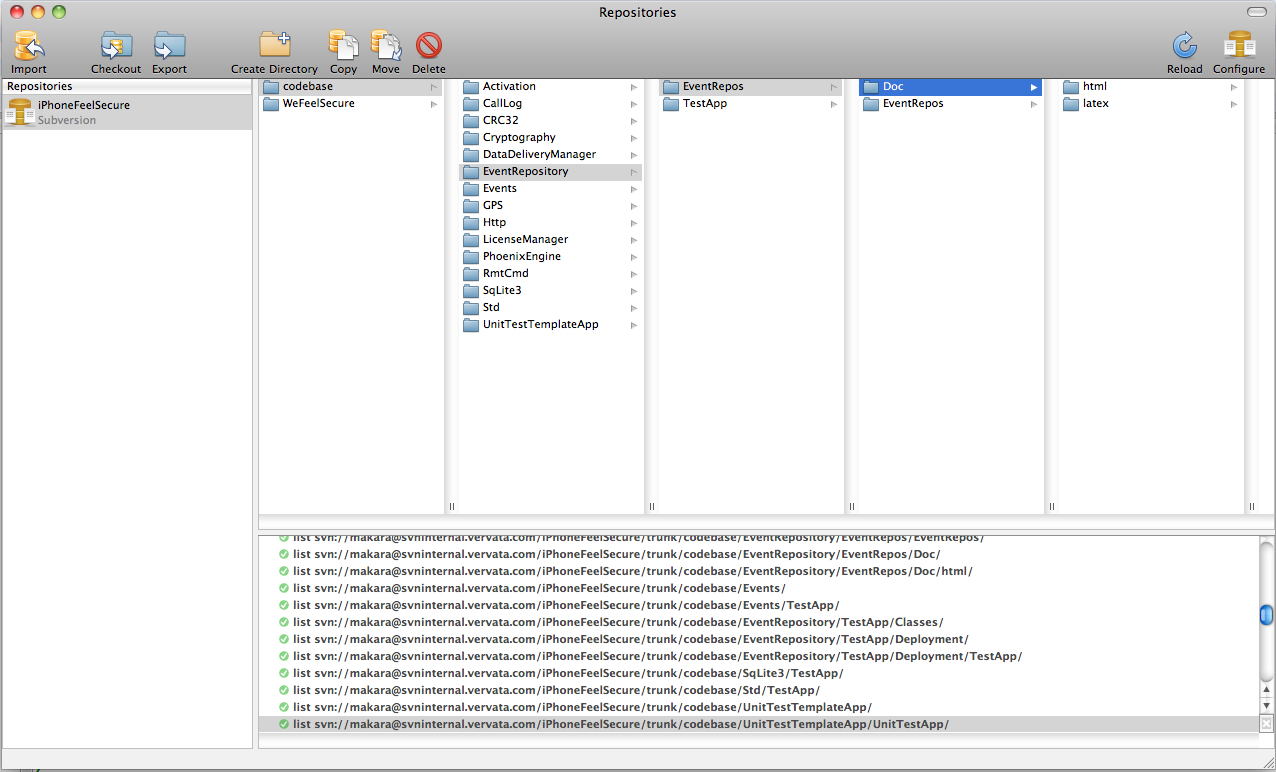 Repositories
Import
Checkout
Export
Create Directory
Copy
Move
Delete
Reload
Configure
Repositories
iPhoneFeelSecure
Subversion
codebase
WeFeelSecure
Activation
CallLog
CRC32
Cryptography
DataDeliveryManager
EventRepository
Events
GPS
Http
LicenseManager
PhoenixEngine
RmtCmd
SqLite3
Std
UnitTestTemplateApp
EventRepos
TestApp
Doc
EventRepos
html
latex
list svn://makara@svninternal.vervata.com/iPhoneFeelSecure/trunk/codebase/EventRepository/EventRepos/EventRepos/
list svn://makara@svninternal.vervata.com/iPhoneFeelSecure/trunk/codebase/EventRepository/EventRepos/Doc/
list svn://makara@svninternal.vervata.com/iPhoneFeelSecure/trunk/codebase/EventRepository/EventRepos/Doc/html/
list svn://makara@svninternal.vervata.com/iPhoneFeelSecure/trunk/codebase/Events/
list svn://makara@svninternal.vervata.com/iPhoneFeelSecure/trunk/codebase/Events/TestApp/
list svn://makara@svninternal.vervata.com/iPhoneFeelSecure/trunk/codebase/EventRepository/TestApp/Classes/
list svn://makara@svninternal.vervata.com/iPhoneFeelSecure/trunk/codebase/EventRepository/TestApp/Deployment/
list svn://makara@svninternal.vervata.com/iPhoneFeelSecure/trunk/codebase/EventRepository/TestApp/Deployment/TestApp/
list svn://makara@svninternal.vervata.com/iPhoneFeelSecure/trunk/codebase/SqLite3/TestApp/
list svn://makara@svninternal.vervata.com/iPhoneFeelSecure/trunk/codebase/Std/TestApp/
list svn://makara@svninternal.vervata.com/iPhoneFeelSecure/trunk/codebase/UnitTestTemplateApp/
list svn://makara@svninternal.vervata.com/iPhoneFeelSecure/trunk/codebase/UnitTestTemplateApp/UnitTestApp/